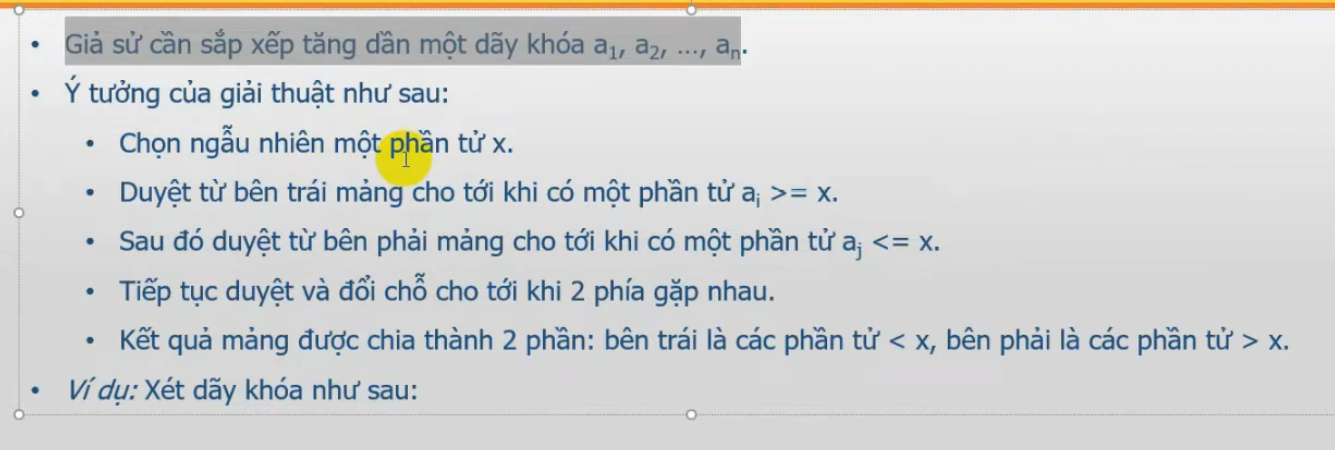 • Giả sử cần sắp xếp tăng dần một dãy khóa a₁, a₂, ..., aₙ.
• Ý tưởng của giải thuật như sau:
• Chọn ngẫu nhiên một phần tử x.
• Duyệt từ bên trái mảng cho tới khi có một phần tử aᵢ >= x.
• Sau đó duyệt từ bên phải mảng cho tới khi có một phần tử aⱼ <= x.
• Tiếp tục duyệt và đổi chỗ cho tới khi 2 phía gặp nhau.
• Kết quả mảng được chia thành 2 phần: bên trái là các phần tử < x, bên phải là các phần tử > x.
• Ví dụ: Xét dãy khóa như sau: